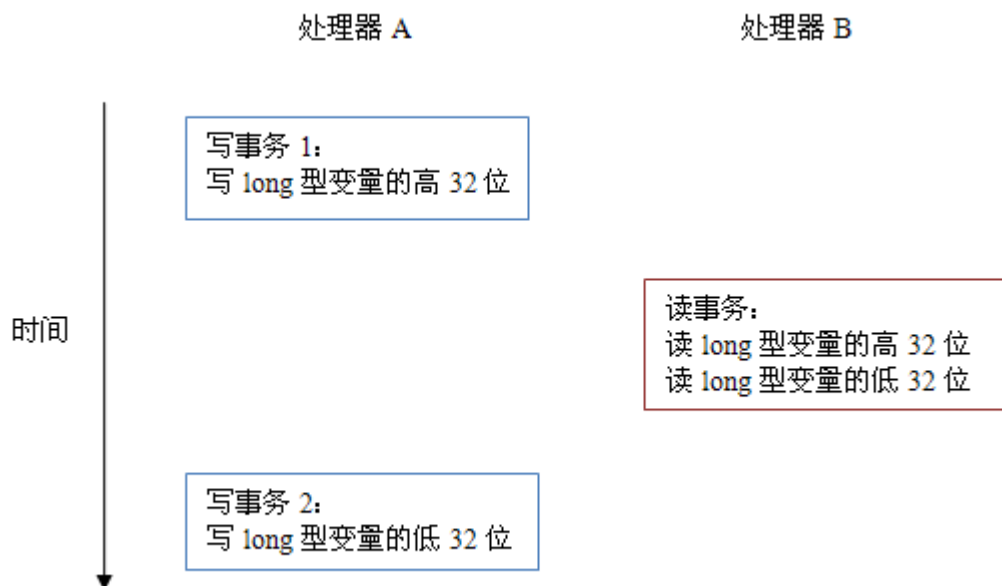 处理器 A
处理器 B
写事务 1：
写 long 型变量的高 32 位
时间
读事务：
读 long 型变量的高 32 位
读 long 型变量的低 32 位
写事务 2：
写 long 型变量的低 32 位